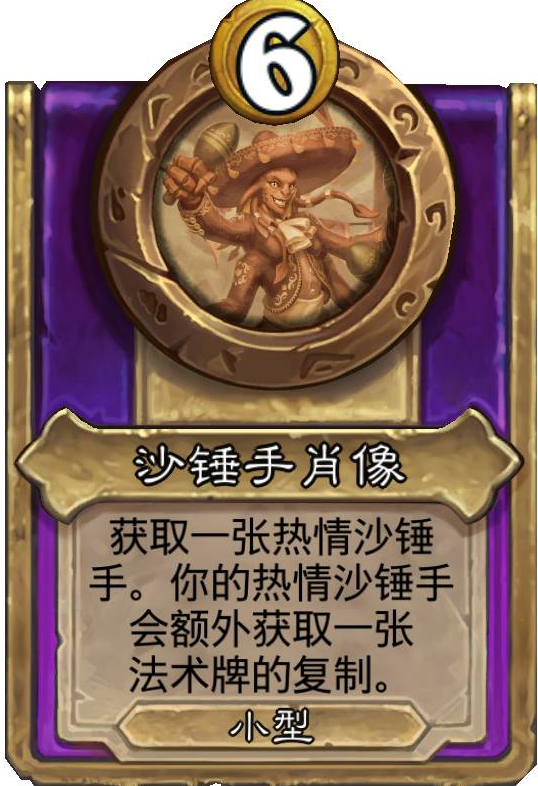 6
沙锤手肖像
获取一张热情沙锤
手。你的热情沙锤手
会额外获取一张
法术牌的复制。
小型